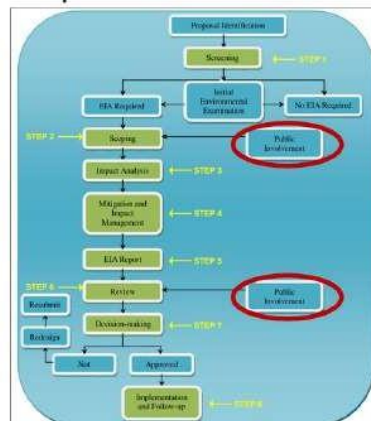 Proposal Identification
Screening
STEP 1
EIA Required
Initial
Environmental
Examination
No EIA Required
STEP 2
Scoping
Public
Involvement
Impact Analysis
STEP 3
Mitigation and
Impact
Management
STEP 4
EIA Report
STEP 5
STEP 6
Review
Public
Involvement
Resubmit
Decision-making
STEP 7
Redesign
Not
Approved
Implementation
and Follow-up
STEP 8